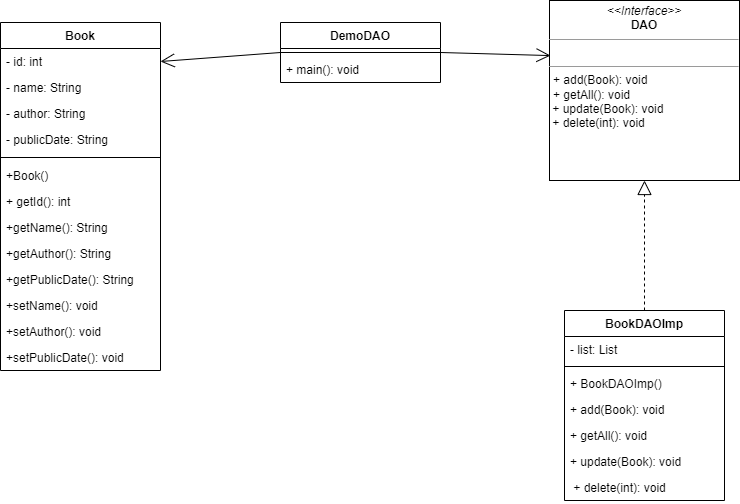 Book
- id: int
- name: String
- author: String
- publicDate: String
+Book()
+ getId(): int
+getName(): String
+getAuthor(): String
+getPublicDate(): String
+setName(): void
+setAuthor(): void
+setPublicDate(): void
DemoDAO
+ main(): void
<<Interface>>
DAO
+ add(Book): void
+ getAll(): void
+ update(Book): void
+ delete(int): void
BookDAOImp
- list: List
+ BookDAOImp()
+ add(Book): void
+ getAll(): void
+ update(Book): void
+ delete(int): void